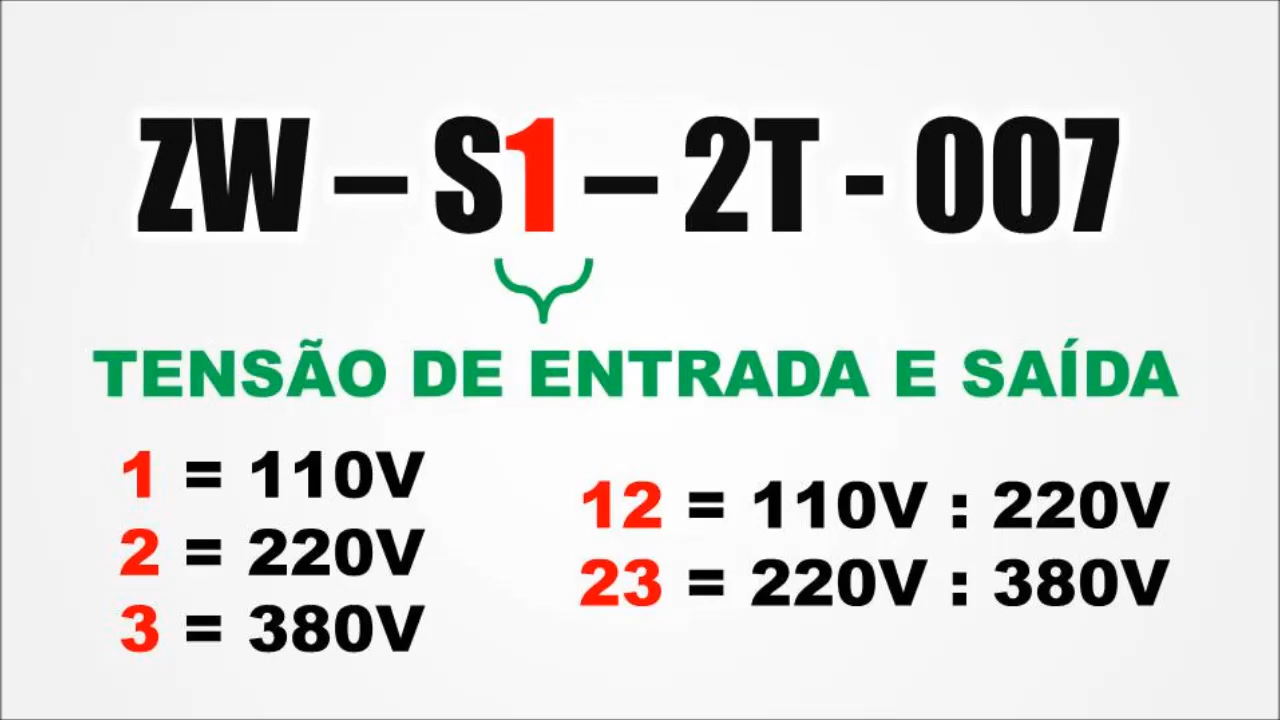 ZW – S1 – 2T - 007
TENSÃO DE ENTRADA E SAÍDA
1 = 110V
2 = 220V
3 = 380V
12 = 110V : 220V
23 = 220V : 380V